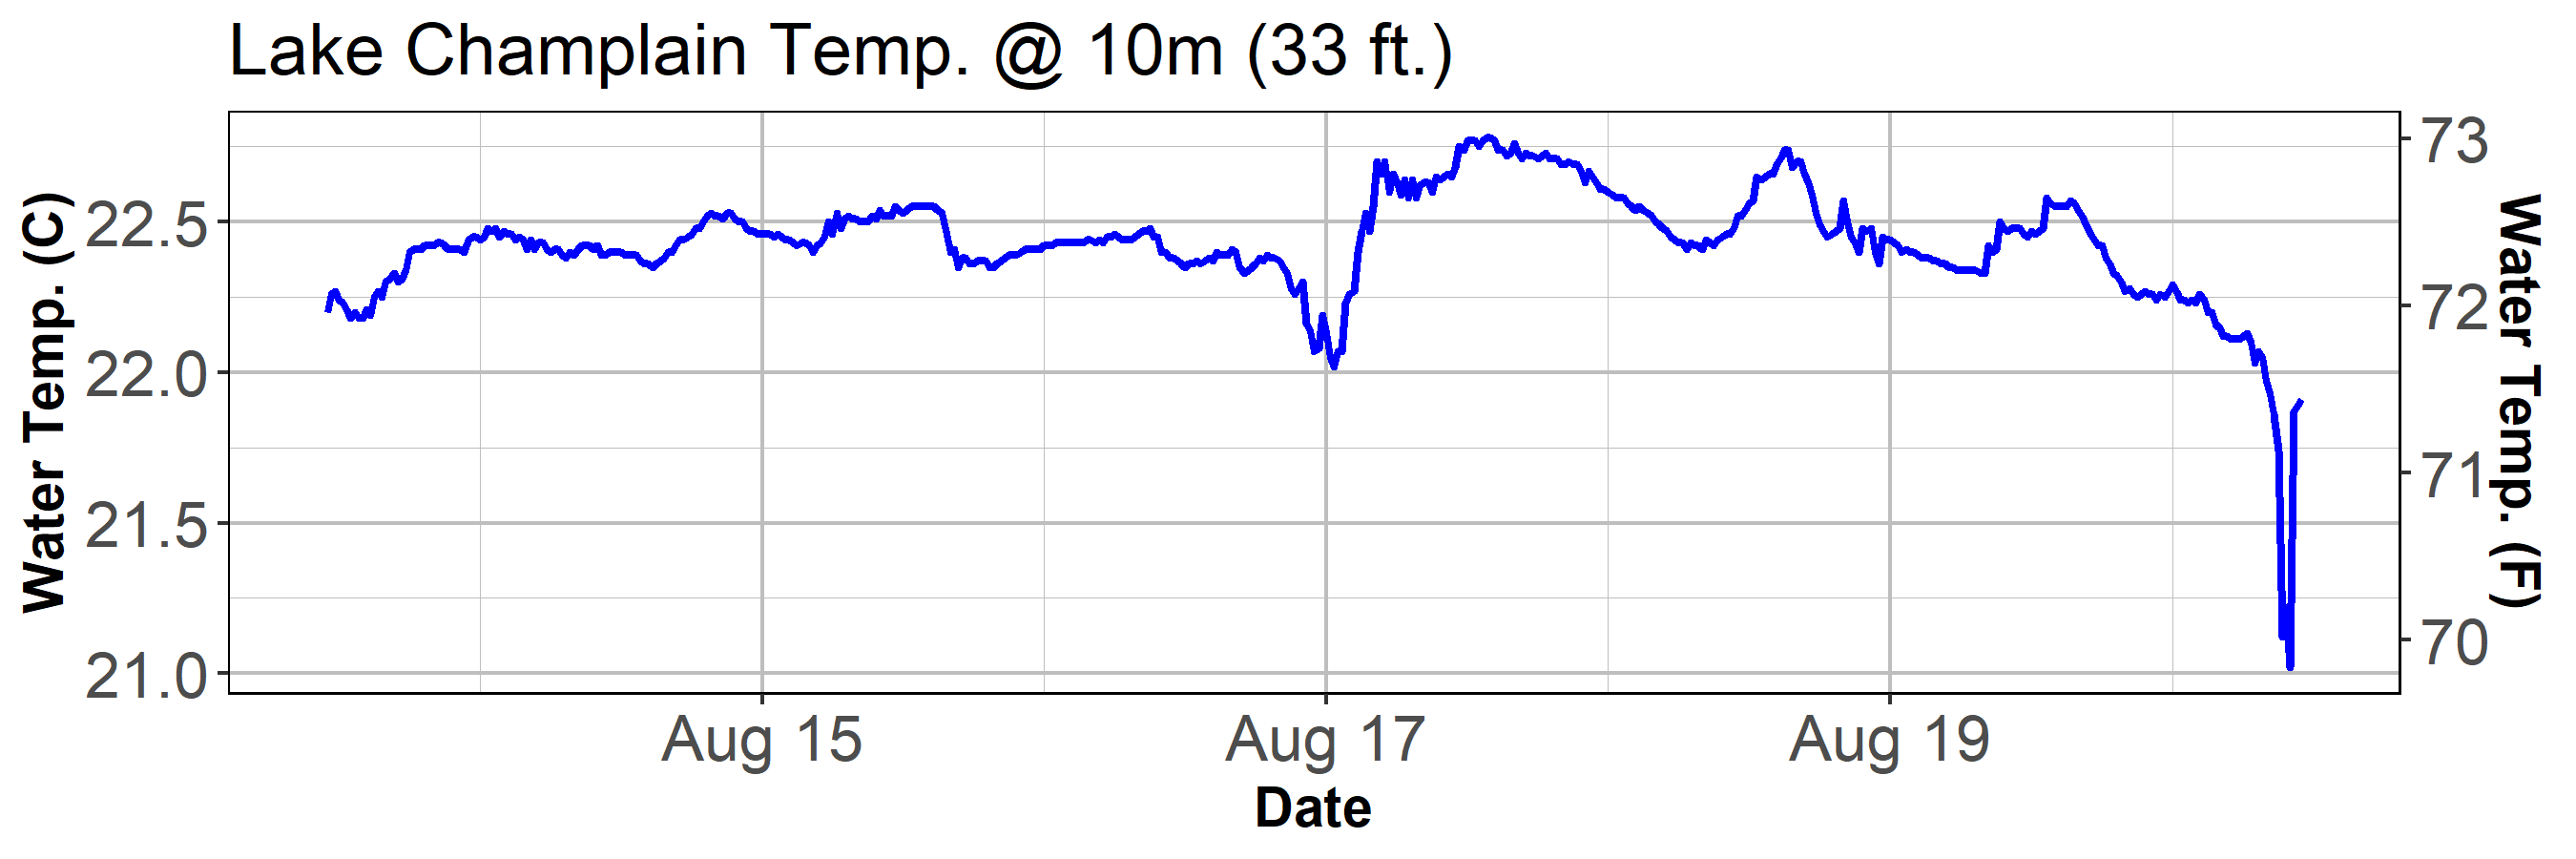 Lake Champlain Temp. @ 10m (33 ft.)
Water Temp. (C)
22.5
22.0
21.5
21.0
73
72
71
70
Water Temp. (F)
Aug 15
Aug 17
Aug 19
Date